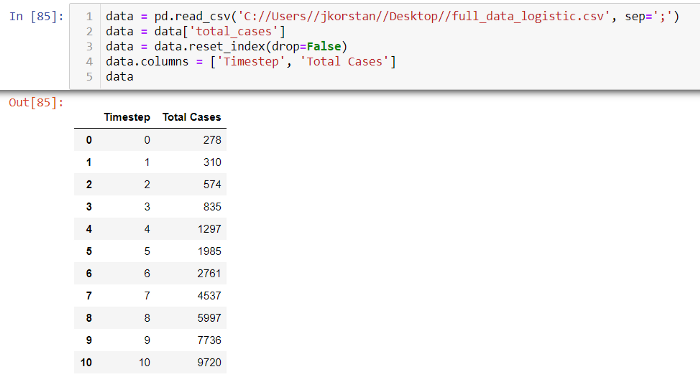 In [85]:
1 data = pd.read_csv('C://Users//jkorstan//Desktop//full_data_logistic.csv', sep=';')
2 data = data['total_cases']
3 data = data.reset_index(drop=False)
4 data.columns = ['Timestep', 'Total Cases']
5 data
Out[85]:
Timestep Total Cases
0 0 278
1 1 310
2 2 574
3 3 835
4 4 1297
5 5 1985
6 6 2761
7 7 4537
8 8 5997
9 9 7736
10 10 9720